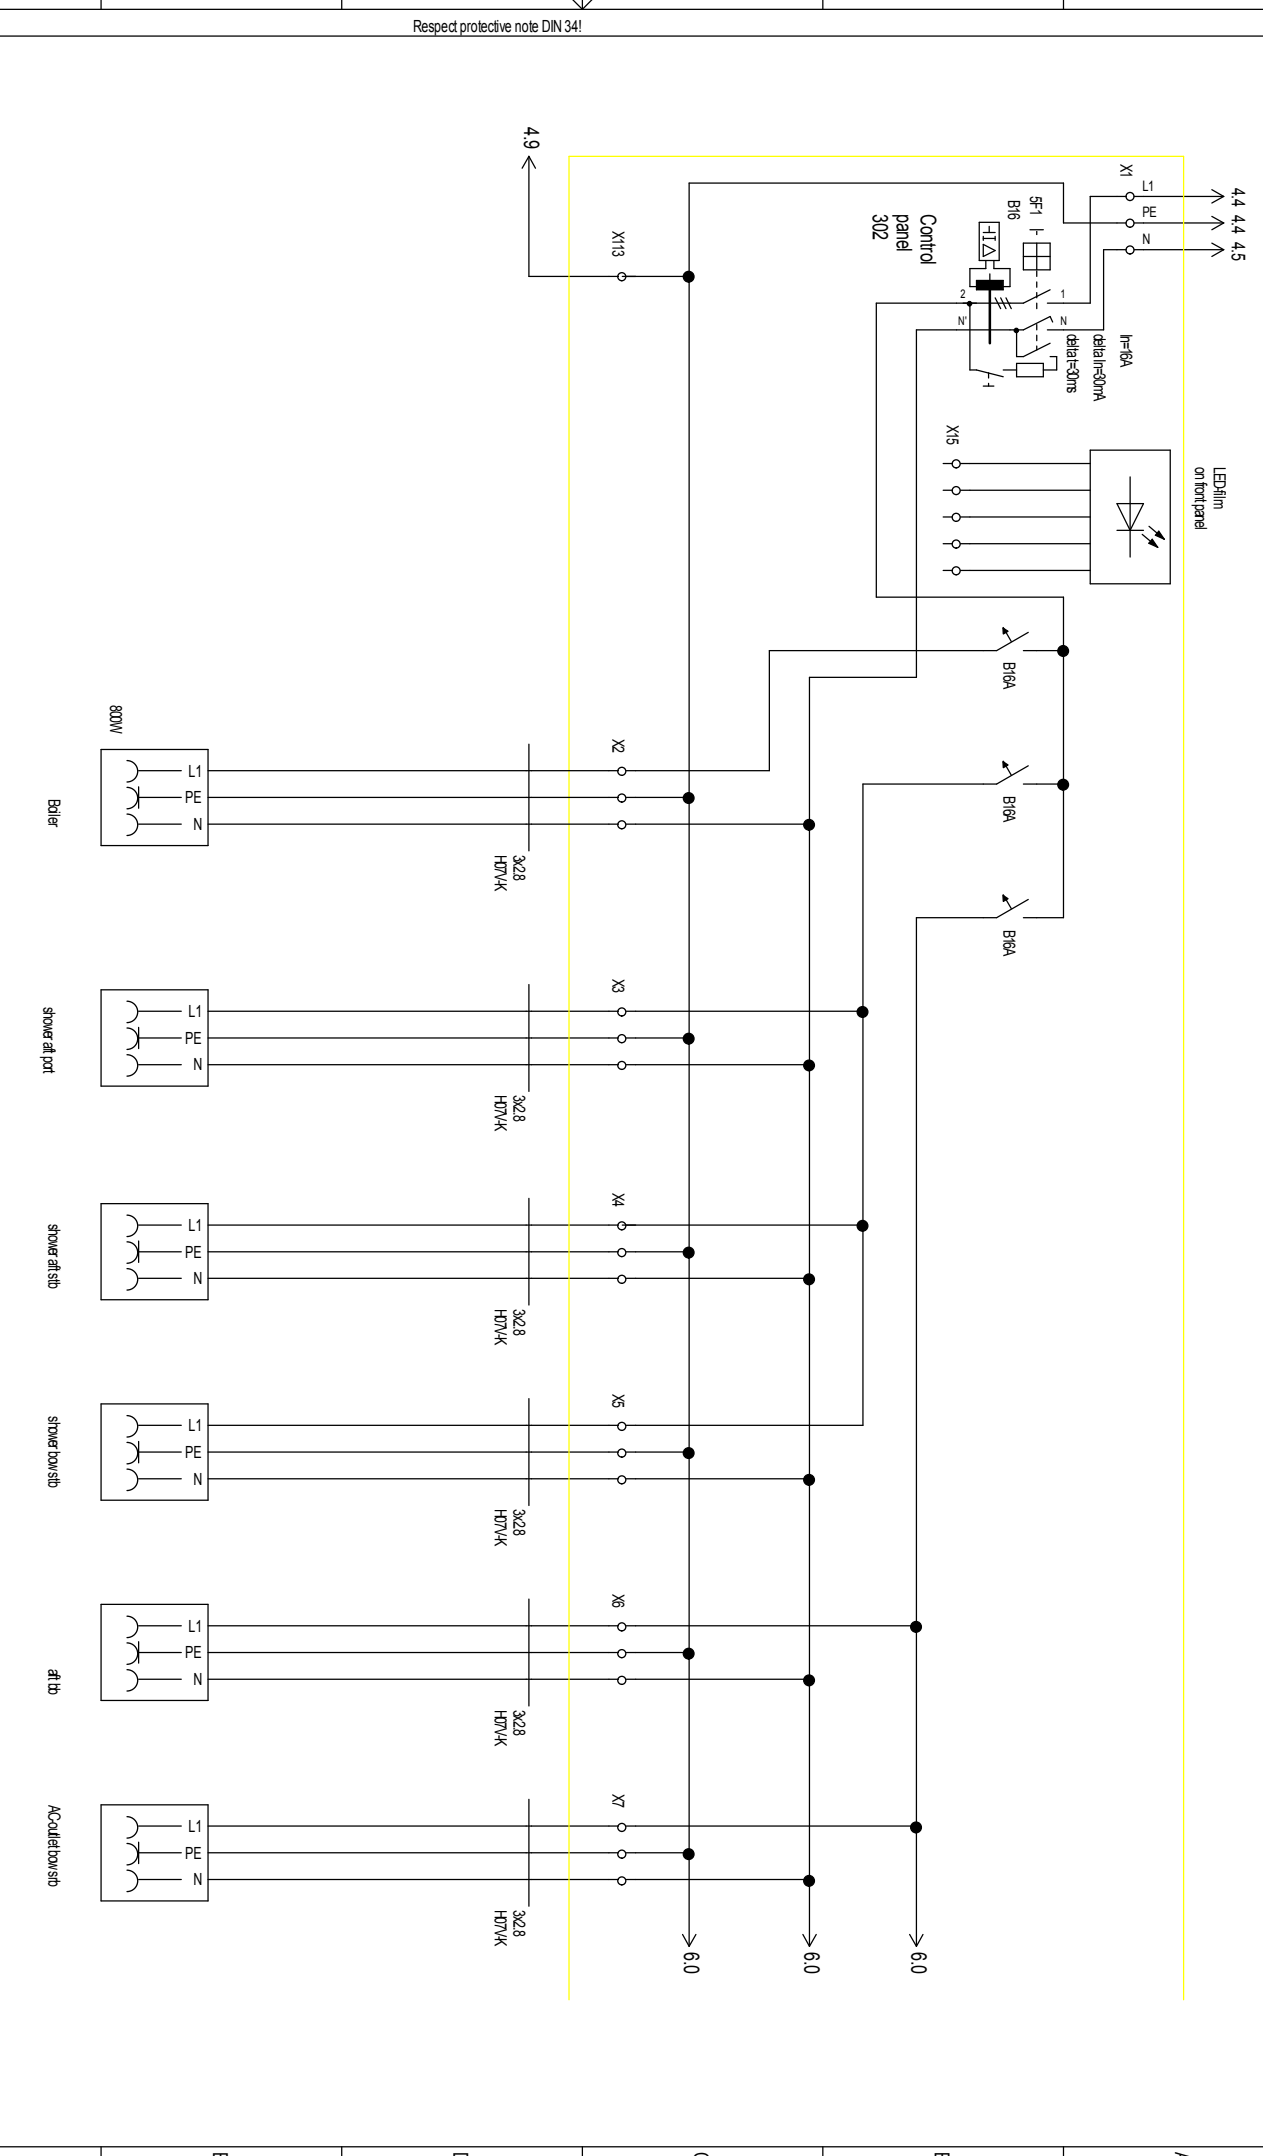 Respect protective note DIN 34!
4.4
4.4
4.5
X1
L1
PE
N
4.9
X113
5F1
B16
Control
panel
302
1
2
N
N'
In=16A
delta In=30mA
delta t=30ms
X15
LED-film
on front panel
B16A
B16A
B16A
X2
3x2.8
H07V-K
L1
PE
N
800W
Boiler
X3
3x2.8
H07V-K
L1
PE
N
shower aft port
X4
3x2.8
H07V-K
L1
PE
N
shower aft stb
X5
3x2.8
H07V-K
L1
PE
N
shower bow stb
X6
3x2.8
H07V-K
L1
PE
N
aft bb
X7
3x2.8
H07V-K
L1
PE
N
AC-outlet bow srb
6.0
6.0
6.0